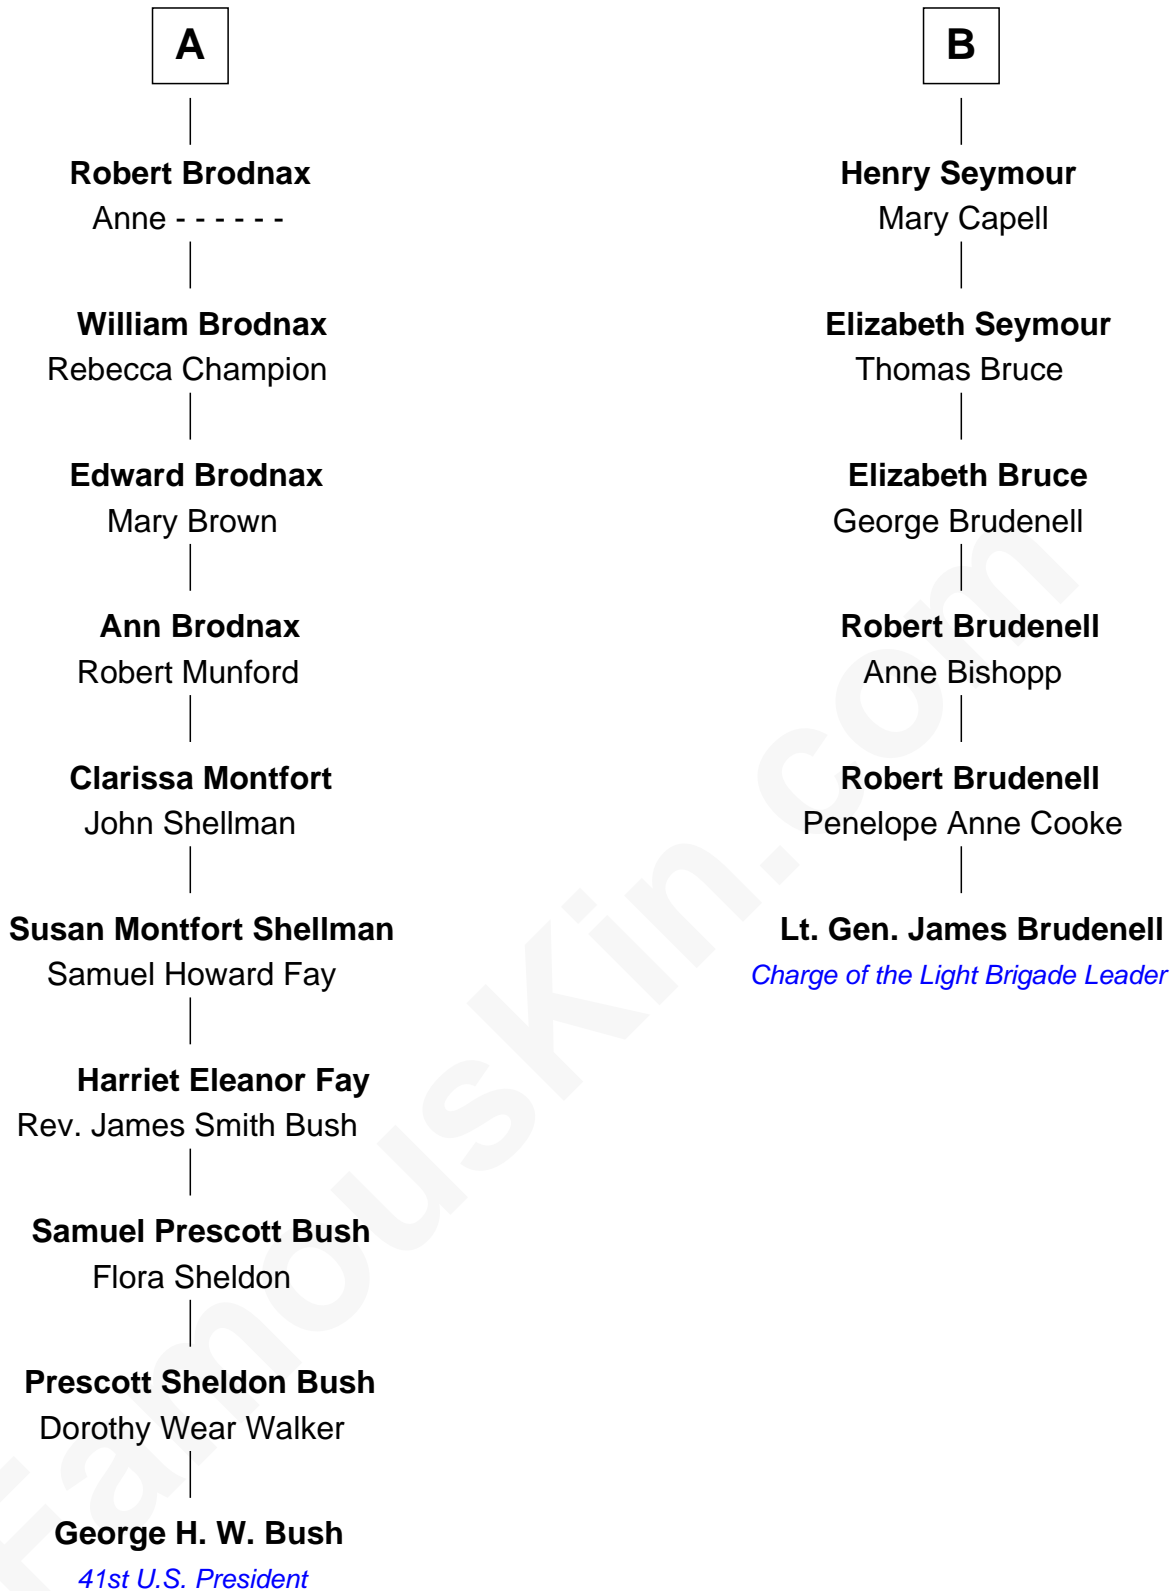 A
Robert Brodnax
Anne - - - - - -
William Brodnax
Rebecca Champion
Edward Brodnax
Mary Brown
Ann Brodnax
Robert Munford
Clarissa Montfort
John Shellman
Susan Montfort Shellman
Samuel Howard Fay
Harriet Eleanor Fay
Rev. James Smith Bush
Samuel Prescott Bush
Flora Sheldon
Prescott Sheldon Bush
Dorothy Wear Walker
George H. W. Bush
41st U.S. President
B
Henry Seymour
Mary Capell
Elizabeth Seymour
Thomas Bruce
Elizabeth Bruce
George Brudenell
Robert Brudenell
Anne Bishopp
Robert Brudenell
Penelope Anne Cooke
Lt. Gen. James Brudenell
Charge of the Light Brigade Leader
FamousKin.com